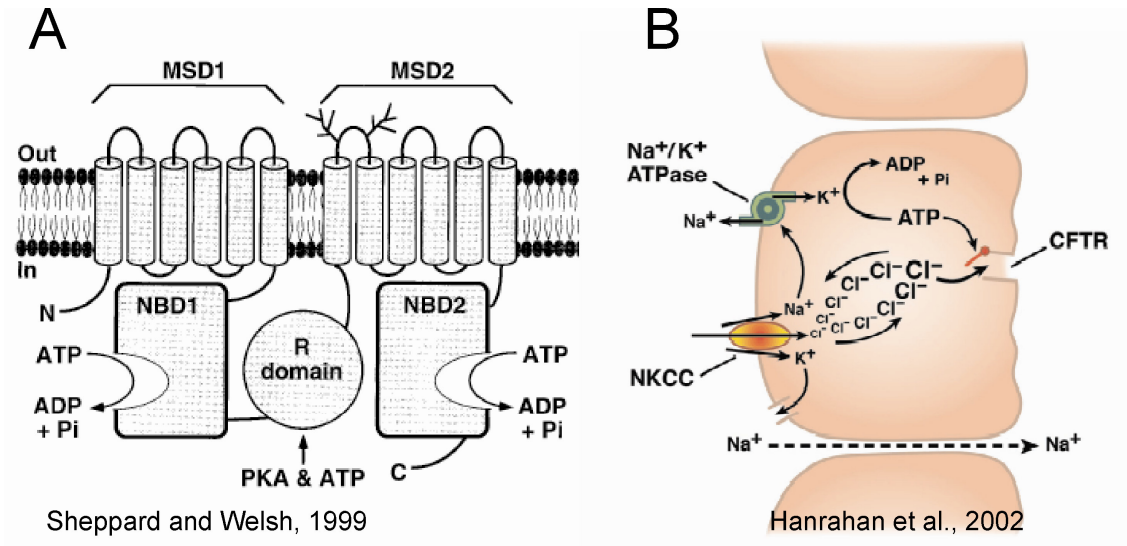 A
MSD1
MSD2
Out
In
N
NBD1
NBD2
R
domain
ATP
ADP
+ Pi
ATP
ADP
+ Pi
PKA & ATP
C
Sheppard and Welsh, 1999
B
Na+/K+
ATPase
K+
Na+
ADP
+ Pi
ATP
CFTR
Cl–
Cl–
Cl–
Cl–
Cl–
Cl–
Cl–
Cl–
Cl–
Cl–
Na+
K+
NKCC
Na+
Na+
Hanrahan et al., 2002